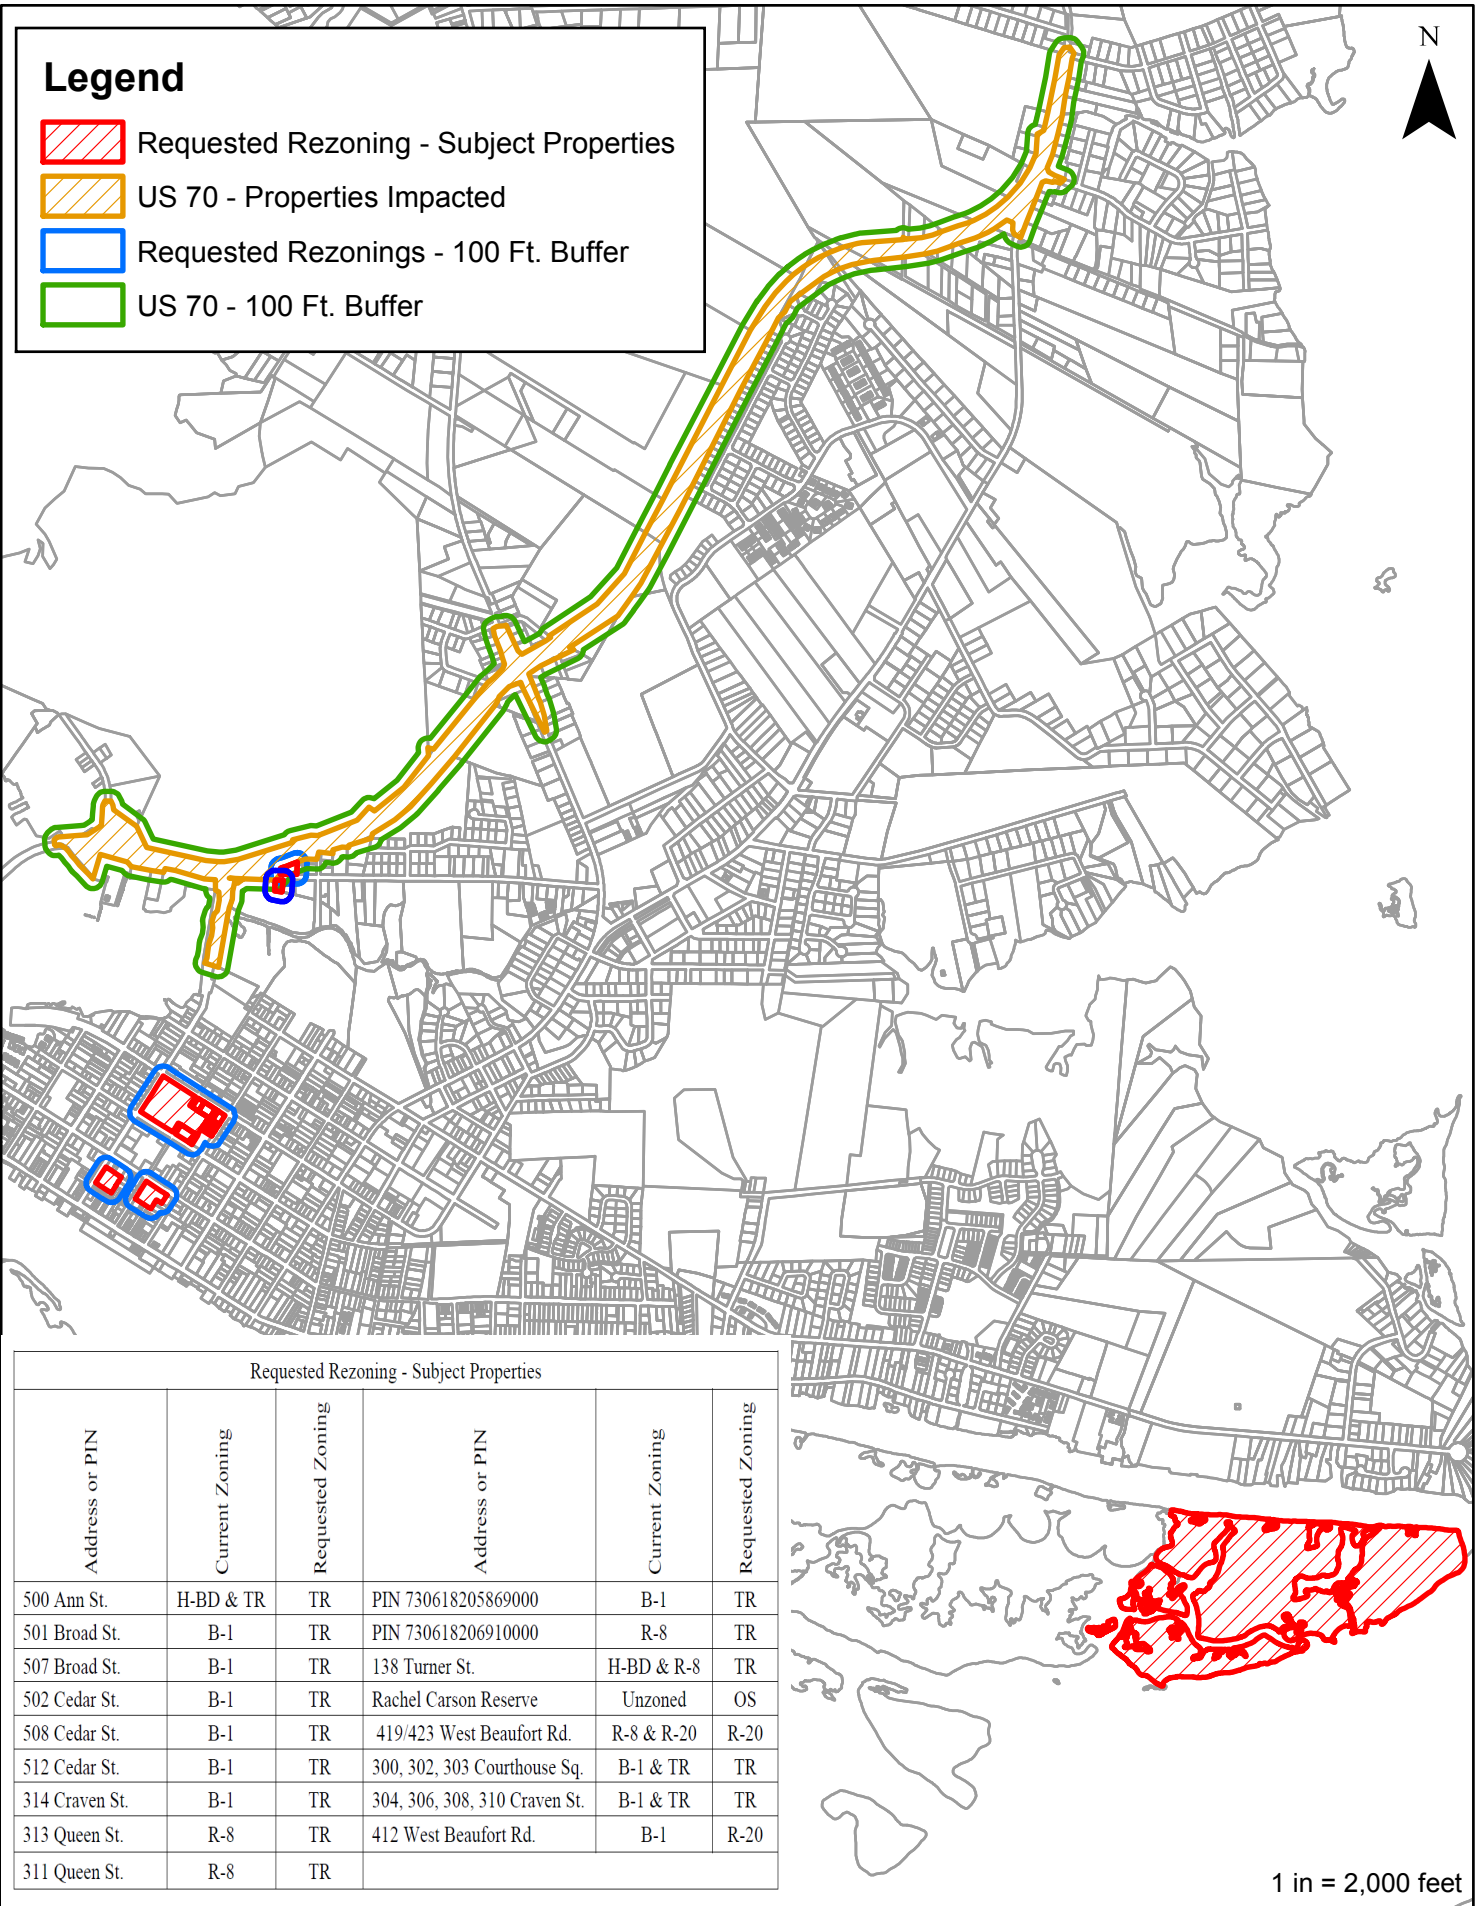 Legend
Requested Rezoning - Subject Properties
US 70 - Properties Impacted
Requested Rezonings - 100 Ft. Buffer
US 70 - 100 Ft. Buffer
N
Requested Rezoning - Subject Properties
Address or PIN Current Zoning Requested Zoning Address or PIN Current Zoning Requested Zoning
500 Ann St. H-BD & TR TR PIN 730618205869000 B-1 TR
501 Broad St. B-1 TR PIN 730618206910000 R-8 TR
507 Broad St. B-1 TR 138 Turner St. H-BD & R-8 TR
502 Cedar St. B-1 TR Rachel Carson Reserve Unzoned OS
508 Cedar St. B-1 TR 419/423 West Beaufort Rd. R-8 & R-20 R-20
512 Cedar St. B-1 TR 300, 302, 303 Courthouse Sq. B-1 & TR TR
314 Craven St. B-1 TR 304, 306, 308, 310 Craven St. B-1 & TR TR
313 Queen St. R-8 TR 412 West Beaufort Rd. B-1 R-20
311 Queen St. R-8 TR
1 in = 2,000 feet